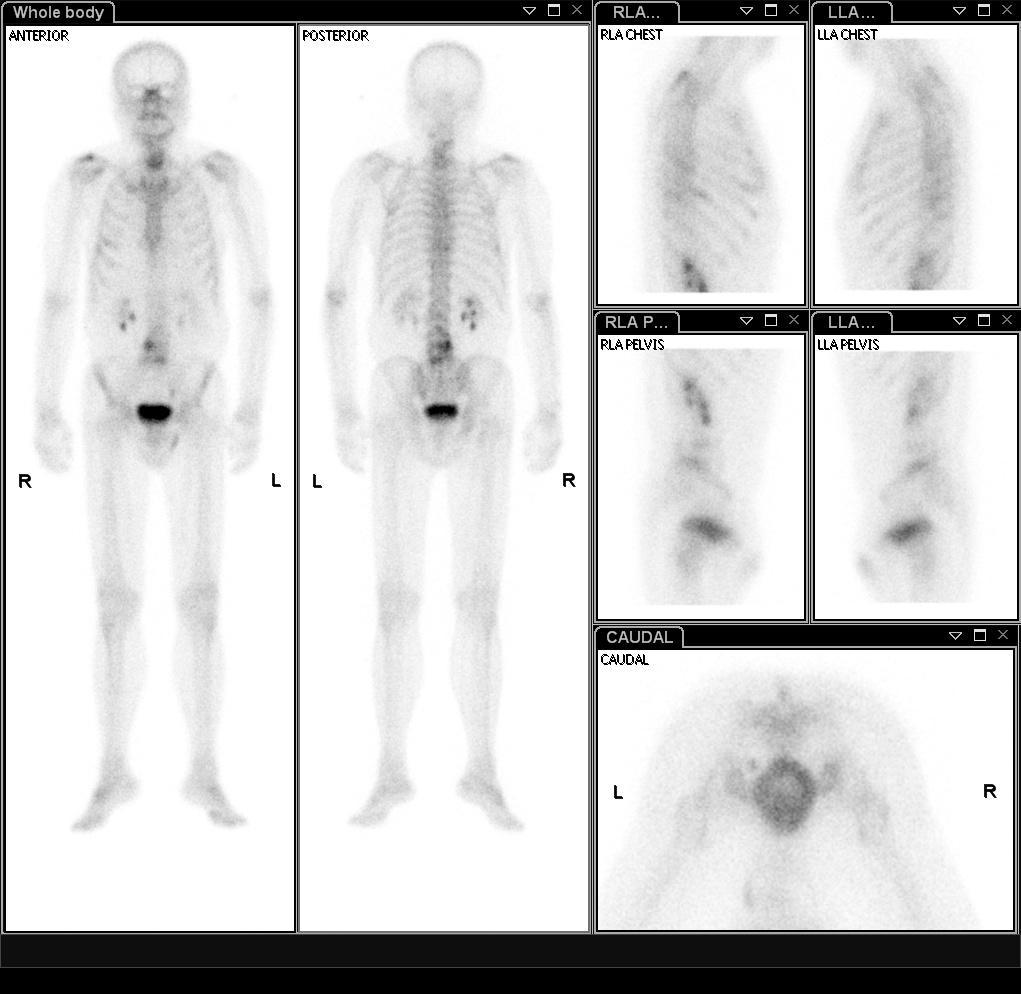 Whole body
ANTERIOR
POSTERIOR
R
L
L
R
RLA...
RLA CHEST
LLA...
LLA CHEST
RLA P...
RLA PELVIS
LLA...
LLA PELVIS
CAUDAL
CAUDAL
L
R